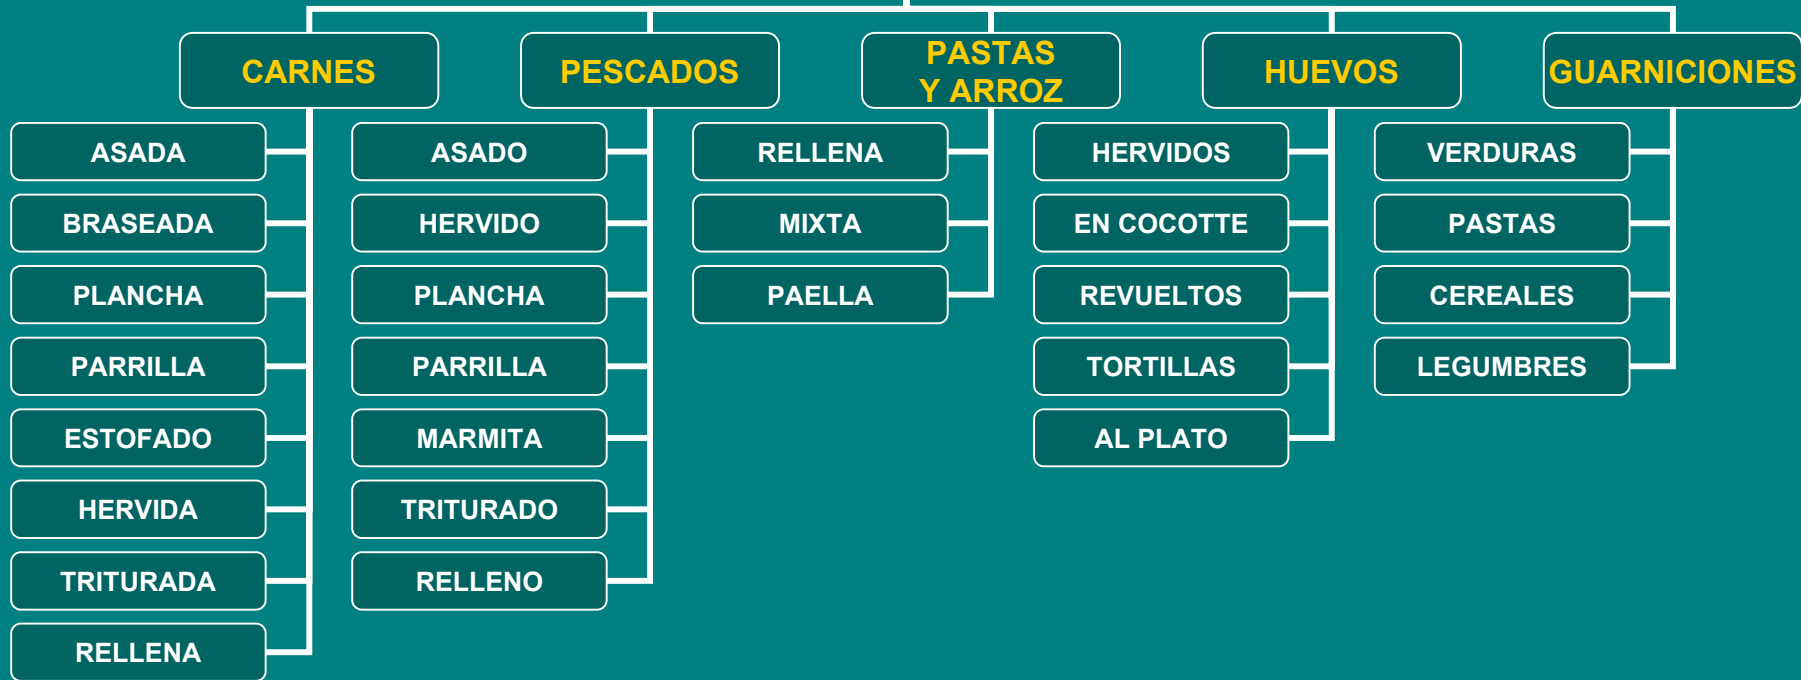 CARNES
ASADA
BRASEADA
PLANCHA
PARRILLA
ESTOFADO
HERVIDA
TRITURADA
RELLENA
PESCADOS
ASADO
HERVIDO
PLANCHA
PARRILLA
MARMITA
TRITURADO
RELLENO
PASTAS
Y ARROZ
RELLENA
MIXTA
PAELLA
HUEVOS
HERVIDOS
EN COCOTTE
REVUELTOS
TORTILLAS
AL PLATO
GUARNICIONES
VERDURAS
PASTAS
CEREALES
LEGUMBRES